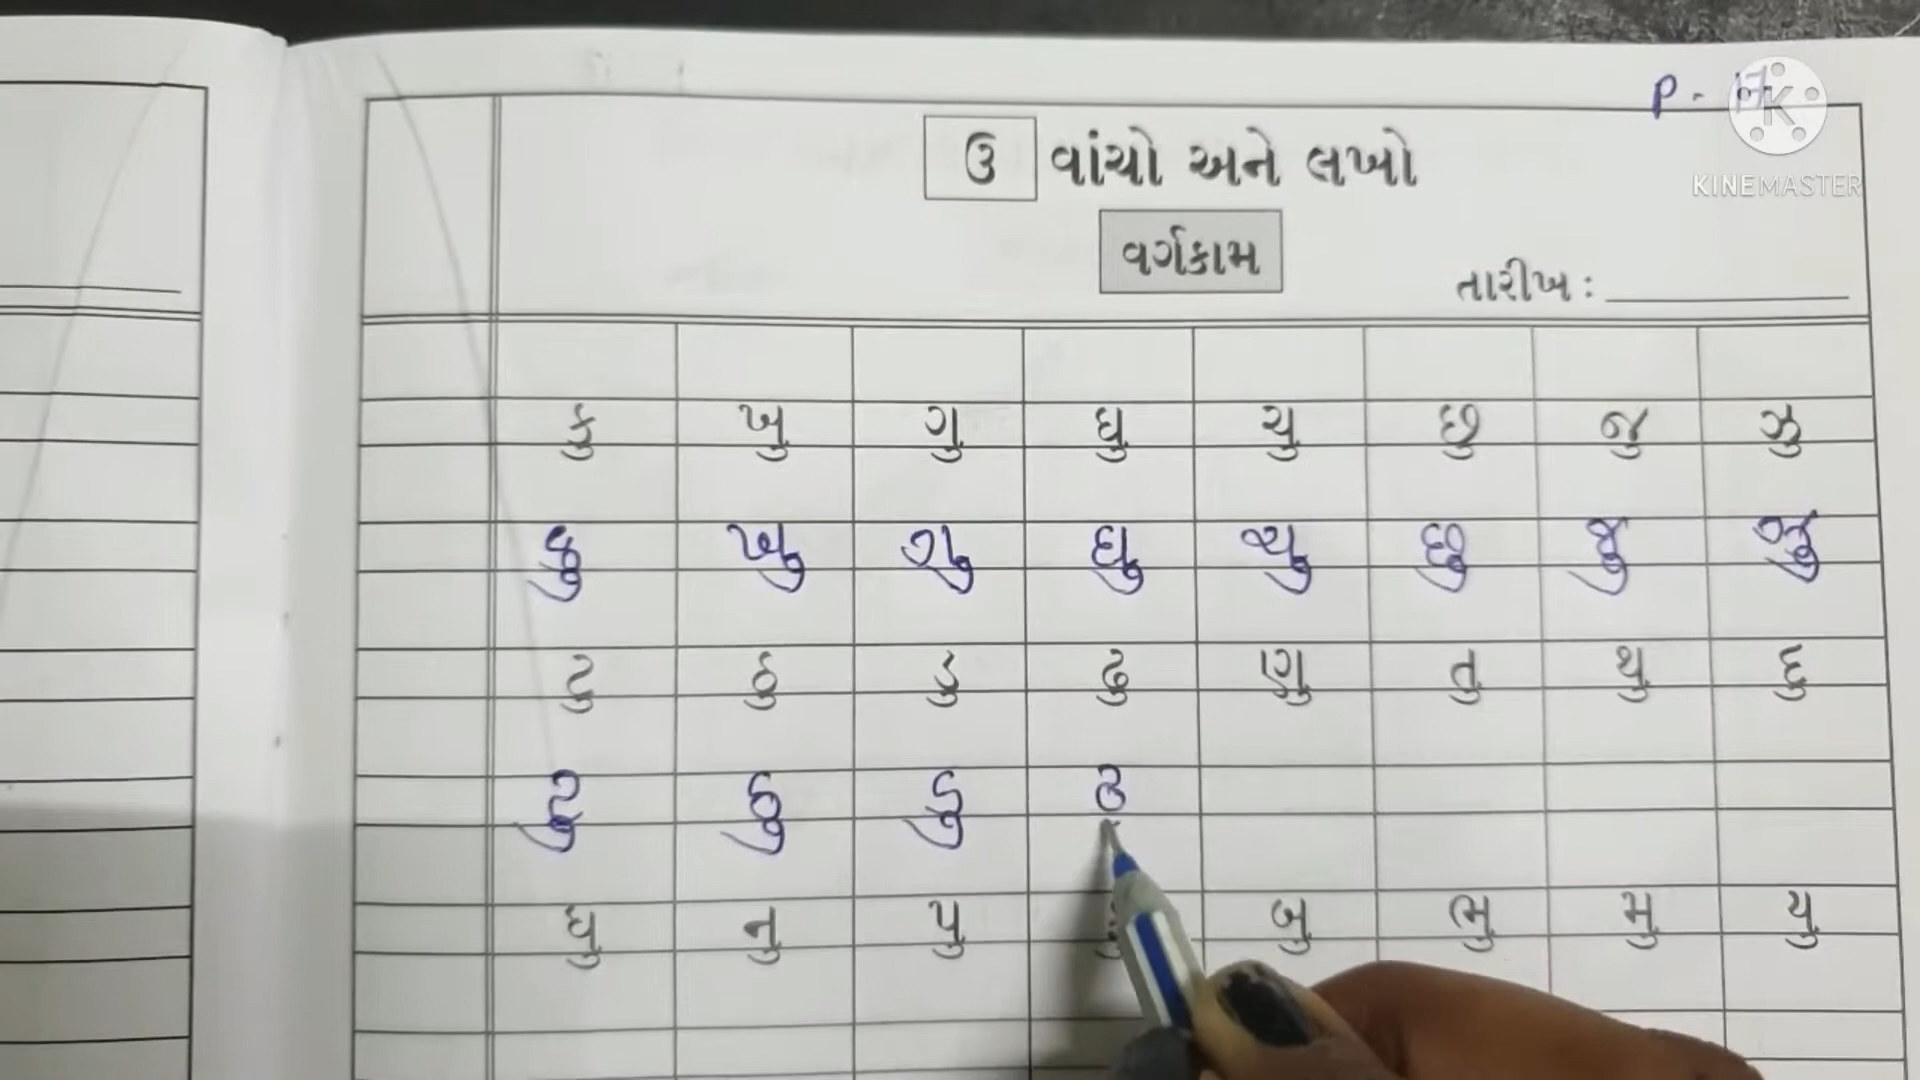 P - 17
KINEMASTER
ઉ વાંચો અને લખો
વર્ગકામ
તારીખ :
કુ ખુ ગુ ઘુ ચુ છુ જુ ઝુ
કુ ખુ ગુ ઘુ ચુ છુ જુ ઝુ
ટુ ઠુ ડુ ઢુ ણુ તુ થુ દુ
ટુ ઠુ ડુ ઢ
ધુ નુ પુ બુ ભુ મુ યુ